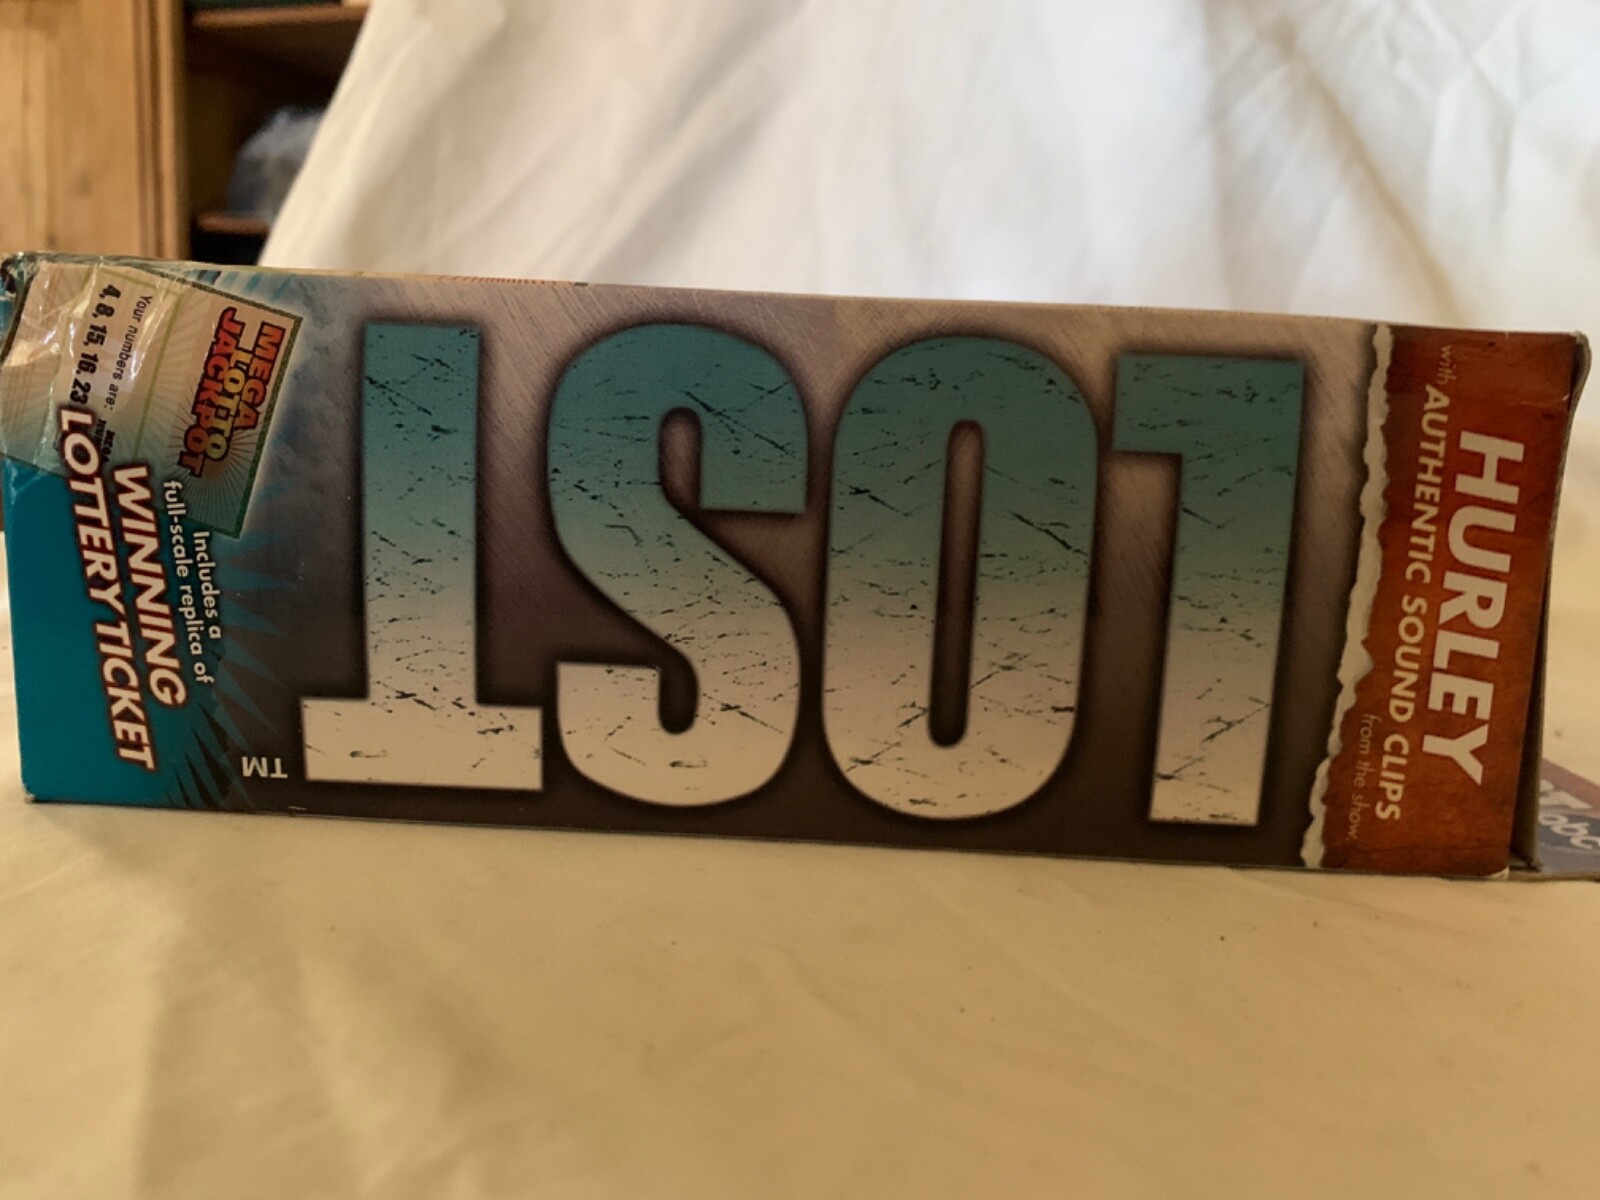 HURLEY
with AUTHENTIC SOUND CLIPS
from the show
LOST
TM
MEGA
LOTTO
JACKPOT
Your numbers are:
4, 8, 15, 16, 23
Includes a
full-scale replica of
WINNING
LOTTERY TICKET
abc